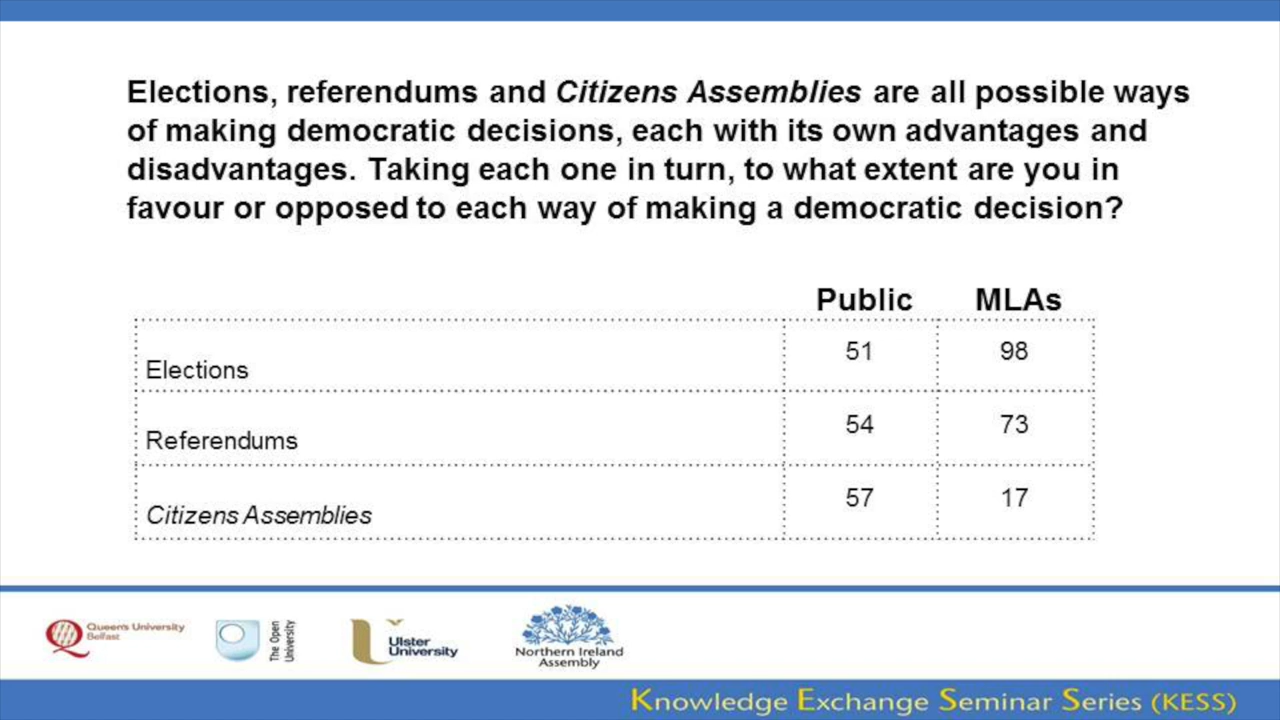 Elections, referendums and Citizens Assemblies are all possible ways
of making democratic decisions, each with its own advantages and
disadvantages. Taking each one in turn, to what extent are you in
favour or opposed to each way of making a democratic decision?
Public MLAs
Elections 51 98
Referendums 54 73
Citizens Assemblies 57 17
Queen's University
Belfast
The Open
University
Ulster
University
Northern Ireland
Assembly
Knowledge Exchange Seminar Series (KESS)